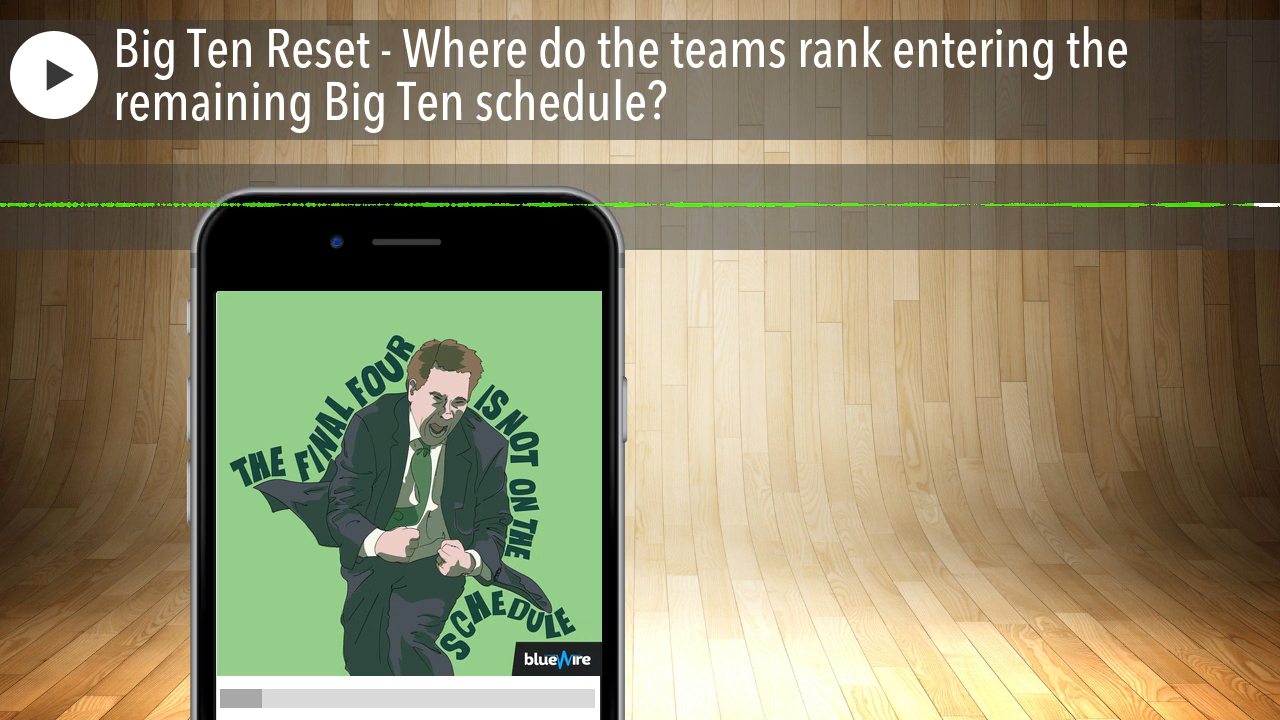 Big Ten Reset - Where do the teams rank entering the
remaining Big Ten schedule?
THE FINAL FOUR
IS NOT ON THE
SCHEDULE
blueWire